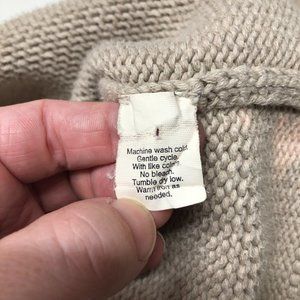 Machine wash cold.
Gentle cycle.
With like colors.
No bleach.
Tumble dry low.
Warm iron as
needed.